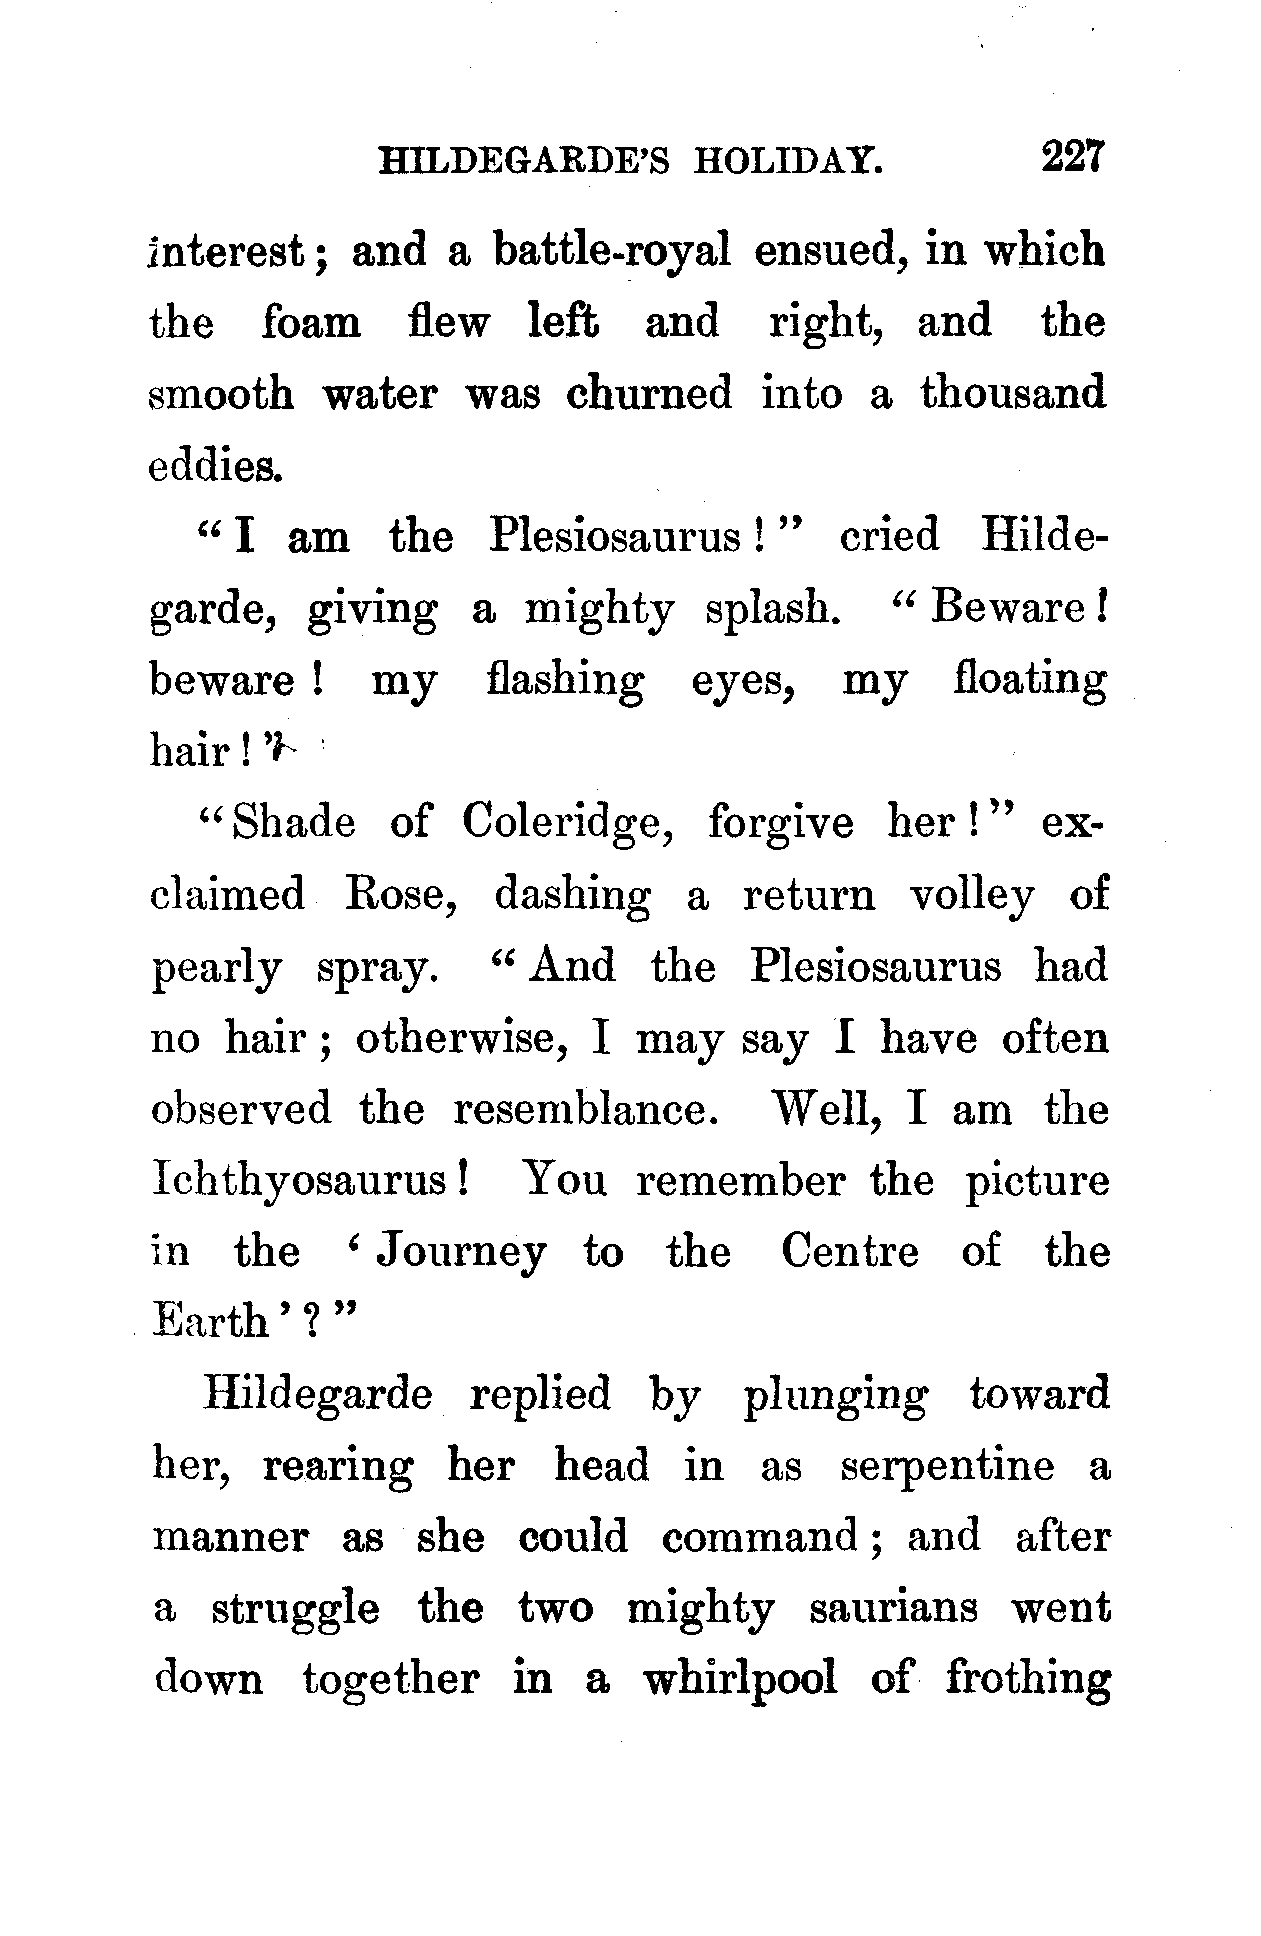 HILDEGARDE'S HOLIDAY. 227
interest; and a battle-royal ensued, in which
the foam flew left and right, and the
smooth water was churned into a thousand
eddies.
"I am the Plesiosaurus!" cried Hilde-
garde, giving a mighty splash. "Beware!
beware! my flashing eyes, my floating
hair!"
"Shade of Coleridge, forgive her!" ex-
claimed Rose, dashing a return volley of
pearly spray. "And the Plesiosaurus had
no hair; otherwise, I may say I have often
observed the resemblance. Well, I am the
Ichthyosaurus! You remember the picture
in the 'Journey to the Centre of the
Earth'?"
Hildegarde replied by plunging toward
her, rearing her head in as serpentine a
manner as she could command; and after
a struggle the two mighty saurians went
down together in a whirlpool of frothing